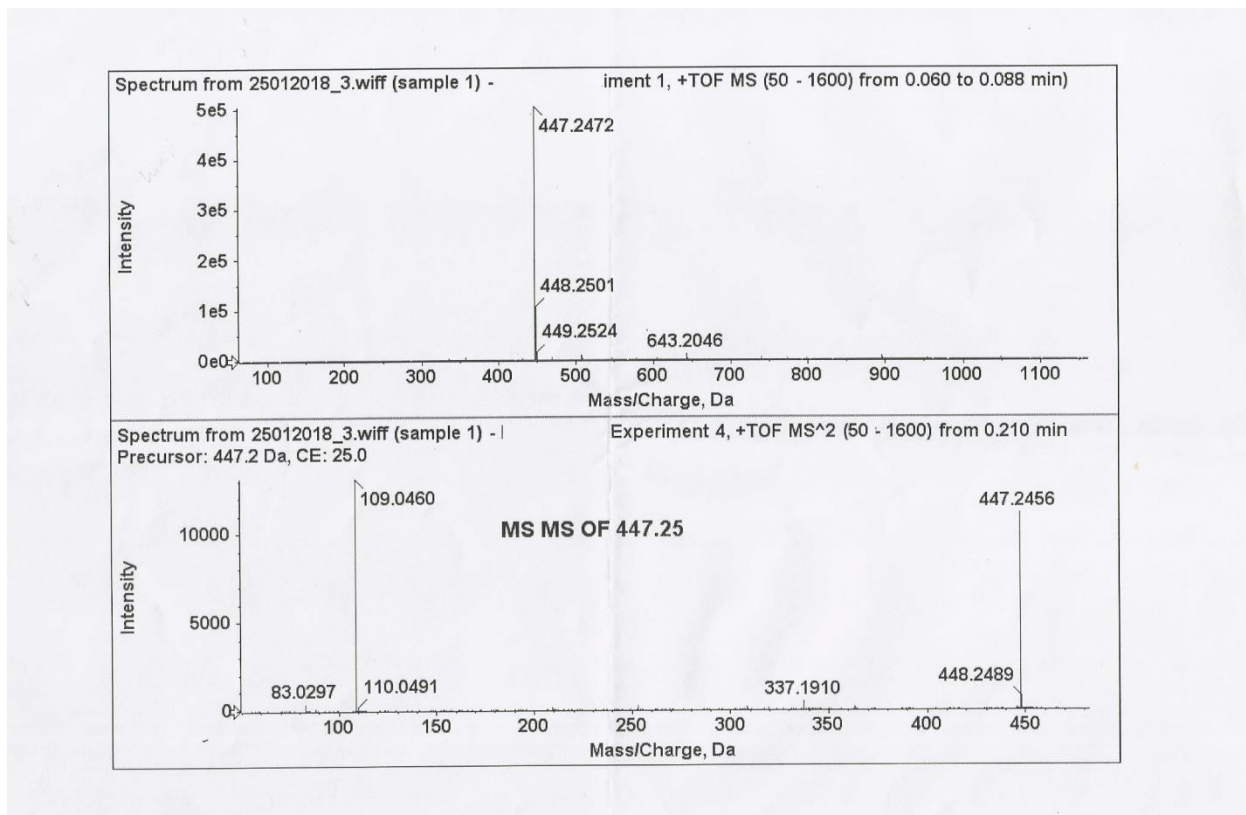 Spectrum from 25012018_3.wiff (sample 1) - iment 1, +TOF MS (50 - 1600) from 0.060 to 0.088 min)
5e5
4e5
3e5
2e5
1e5
0e0
Intensity
447.2472
448.2501
449.2524
643.2046
100 200 300 400 500 600 700 800 900 1000 1100
Mass/Charge, Da
Spectrum from 25012018_3.wiff (sample 1) - Experiment 4, +TOF MS^2 (50 - 1600) from 0.210 min
Precursor: 447.2 Da, CE: 25.0
10000
5000
0
Intensity
109.0460
447.2456
MS MS OF 447.25
83.0297
110.0491
337.1910
448.2489
100 150 200 250 300 350 400 450
Mass/Charge, Da